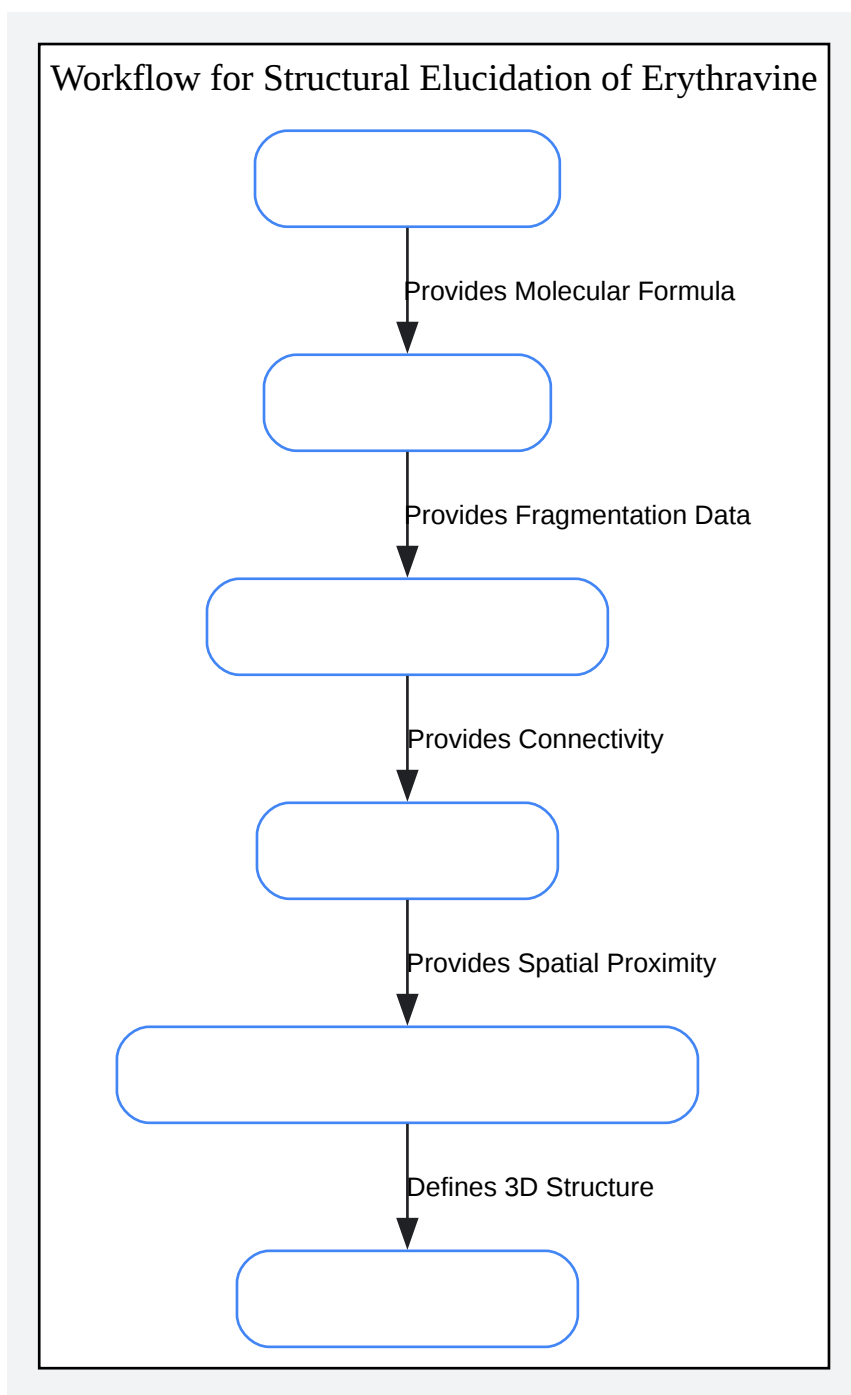 Workflow for Structural Elucidation of Erythravine
Provides Molecular Formula
Provides Fragmentation Data
Provides Connectivity
Provides Spatial Proximity
Defines 3D Structure